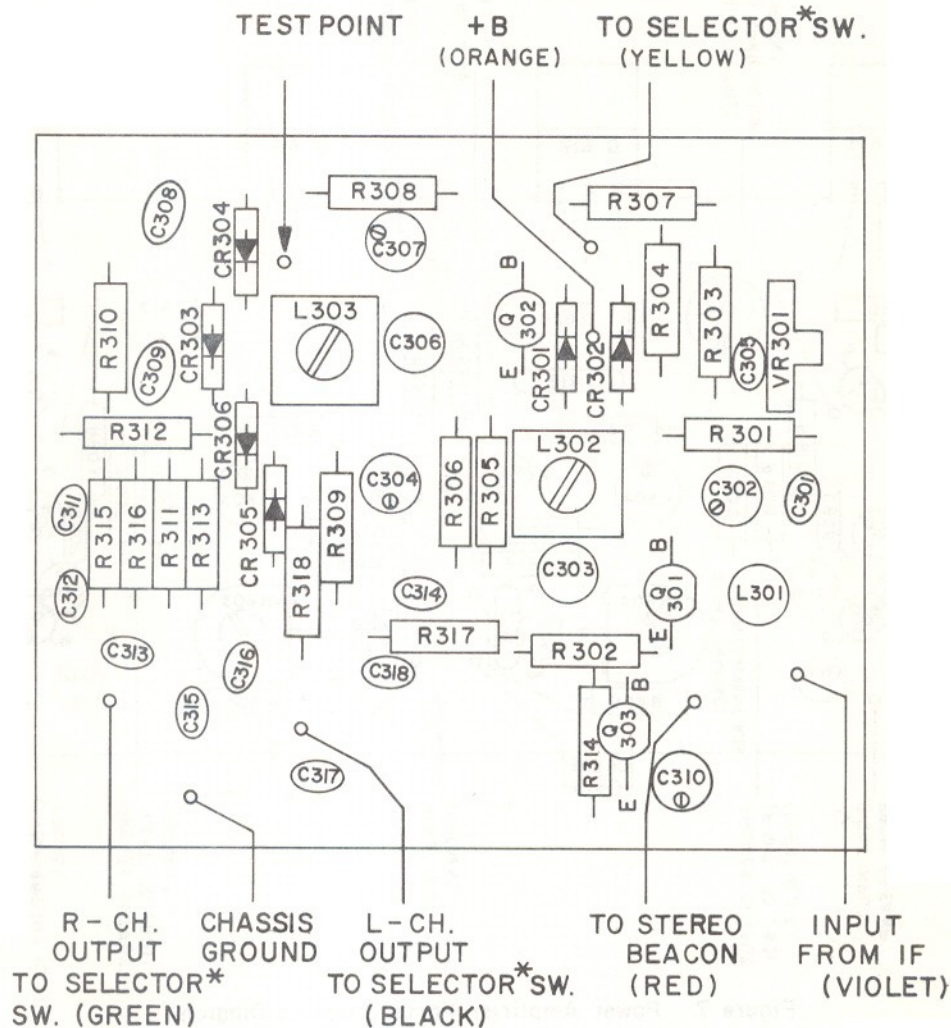 TEST POINT
+B
(ORANGE)
TO SELECTOR*SW.
(YELLOW)
C308
CR304
R308
C307
R307
R310
CR303
C309
L303
C306
B
Q
302
E
CR301
CR302
R304
R303
C305
VR301
R312
CR306
R301
L302
C304
R306
R305
C302
C301
C311
R315
R316
R311
R313
CR305
R318
R309
C312
C314
C303
B
Q
301
E
L301
C313
C316
R317
C318
R302
C315
C317
R314
B
Q
303
E
C310
R-CH.
OUTPUT
TO SELECTOR*
SW. (GREEN)
CHASSIS
GROUND
L-CH.
OUTPUT
TO SELECTOR*SW.
(BLACK)
TO STEREO
BEACON
(RED)
INPUT
FROM IF
(VIOLET)